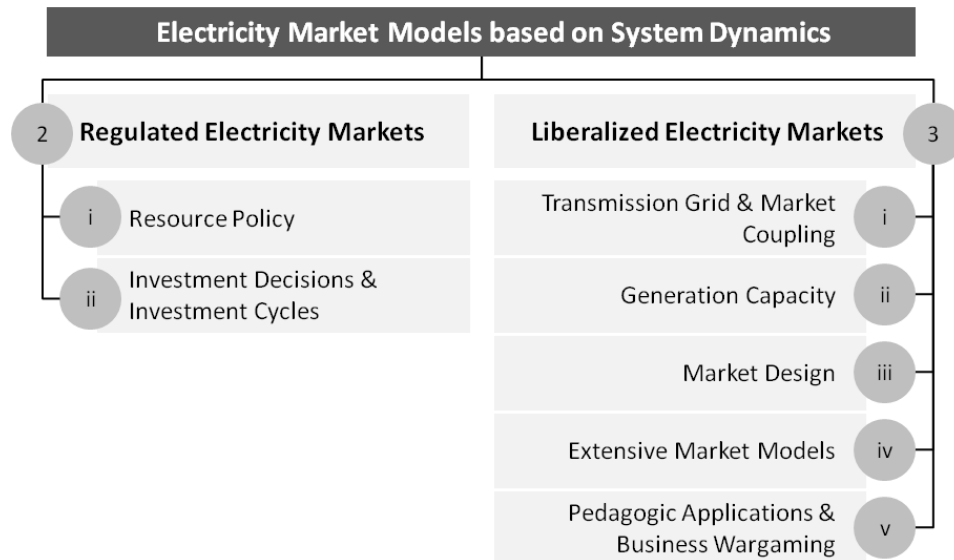 Electricity Market Models based on System Dynamics
2 Regulated Electricity Markets
i Resource Policy
ii Investment Decisions &
Investment Cycles
Liberalized Electricity Markets 3
Transmission Grid & Market
Coupling i
Generation Capacity ii
Market Design iii
Extensive Market Models iv
Pedagogic Applications &
Business Wargaming v